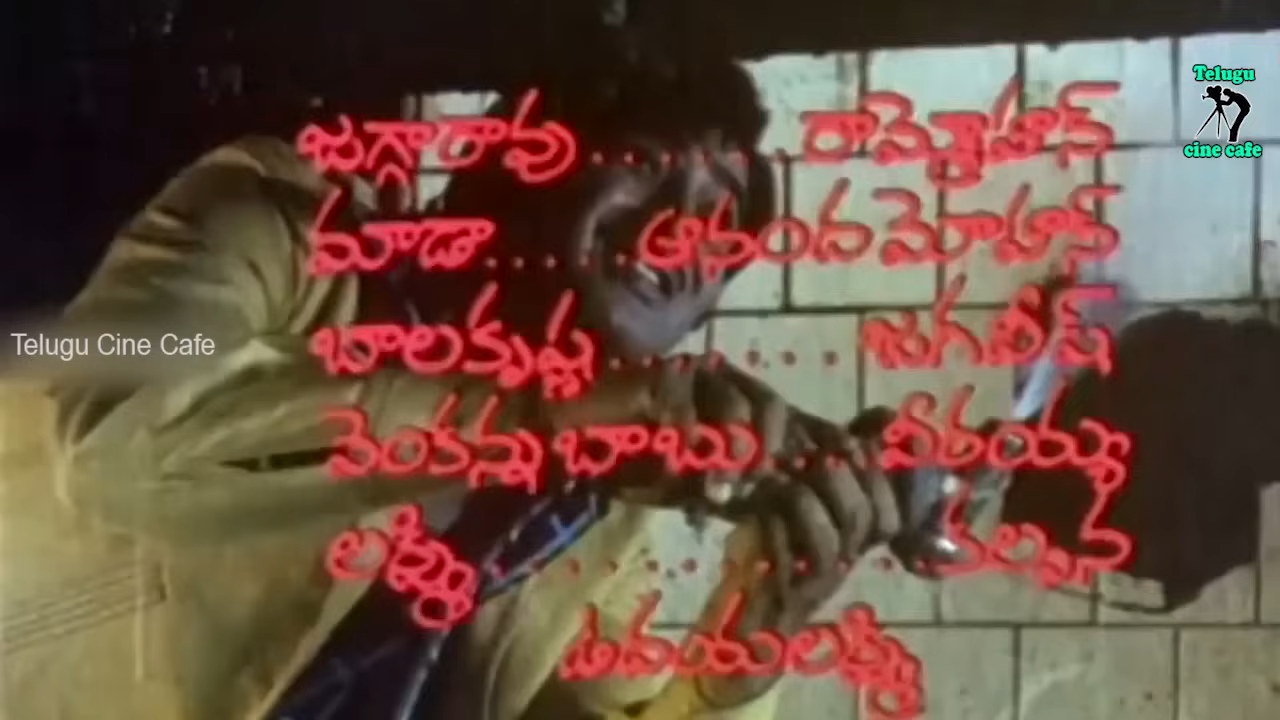 Telugu
cine cafe
జగ్గారావు.......రామ్మోహన్
మాడా.....ఆనందమోహన్
Telugu Cine Cafe
బాలకృష్ణ.......జగదీష్
వెంకన్నబాబు....వీరయ్య
లక్ష్మి...........కల్పన
ఉదయలక్ష్మి